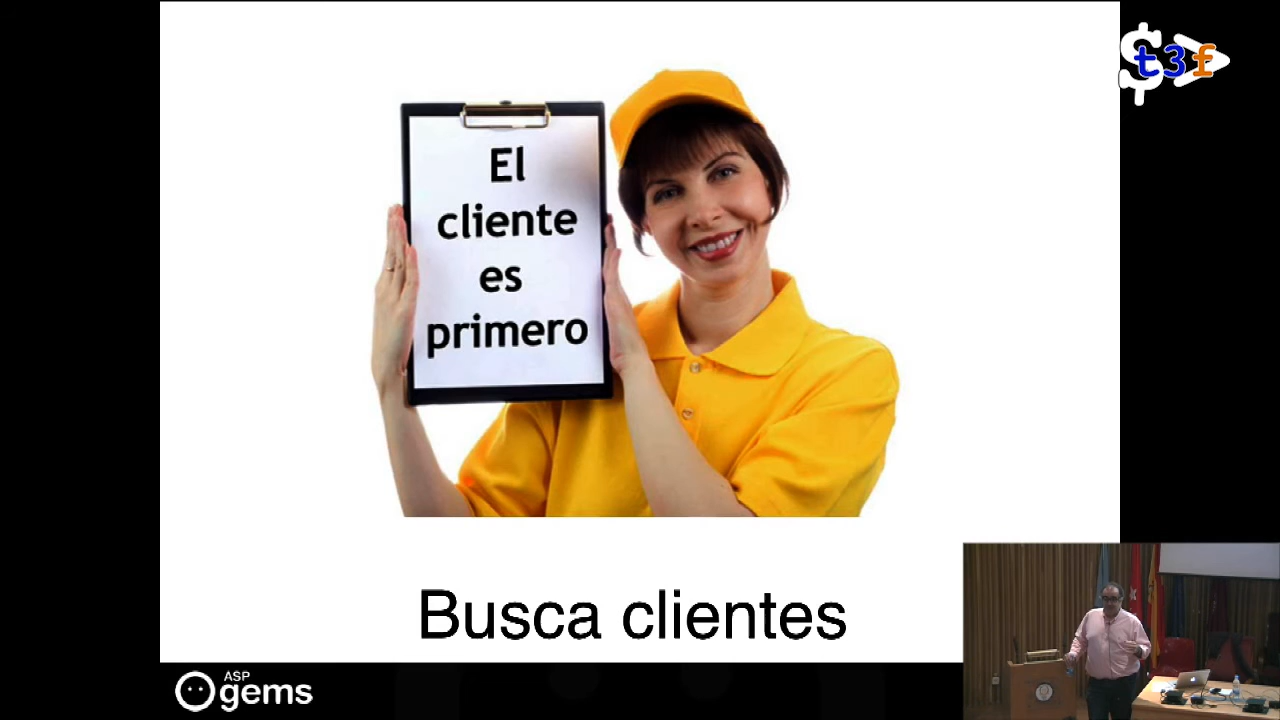 $t3f
El
cliente
es
primero
Busca clientes
ASP
gems